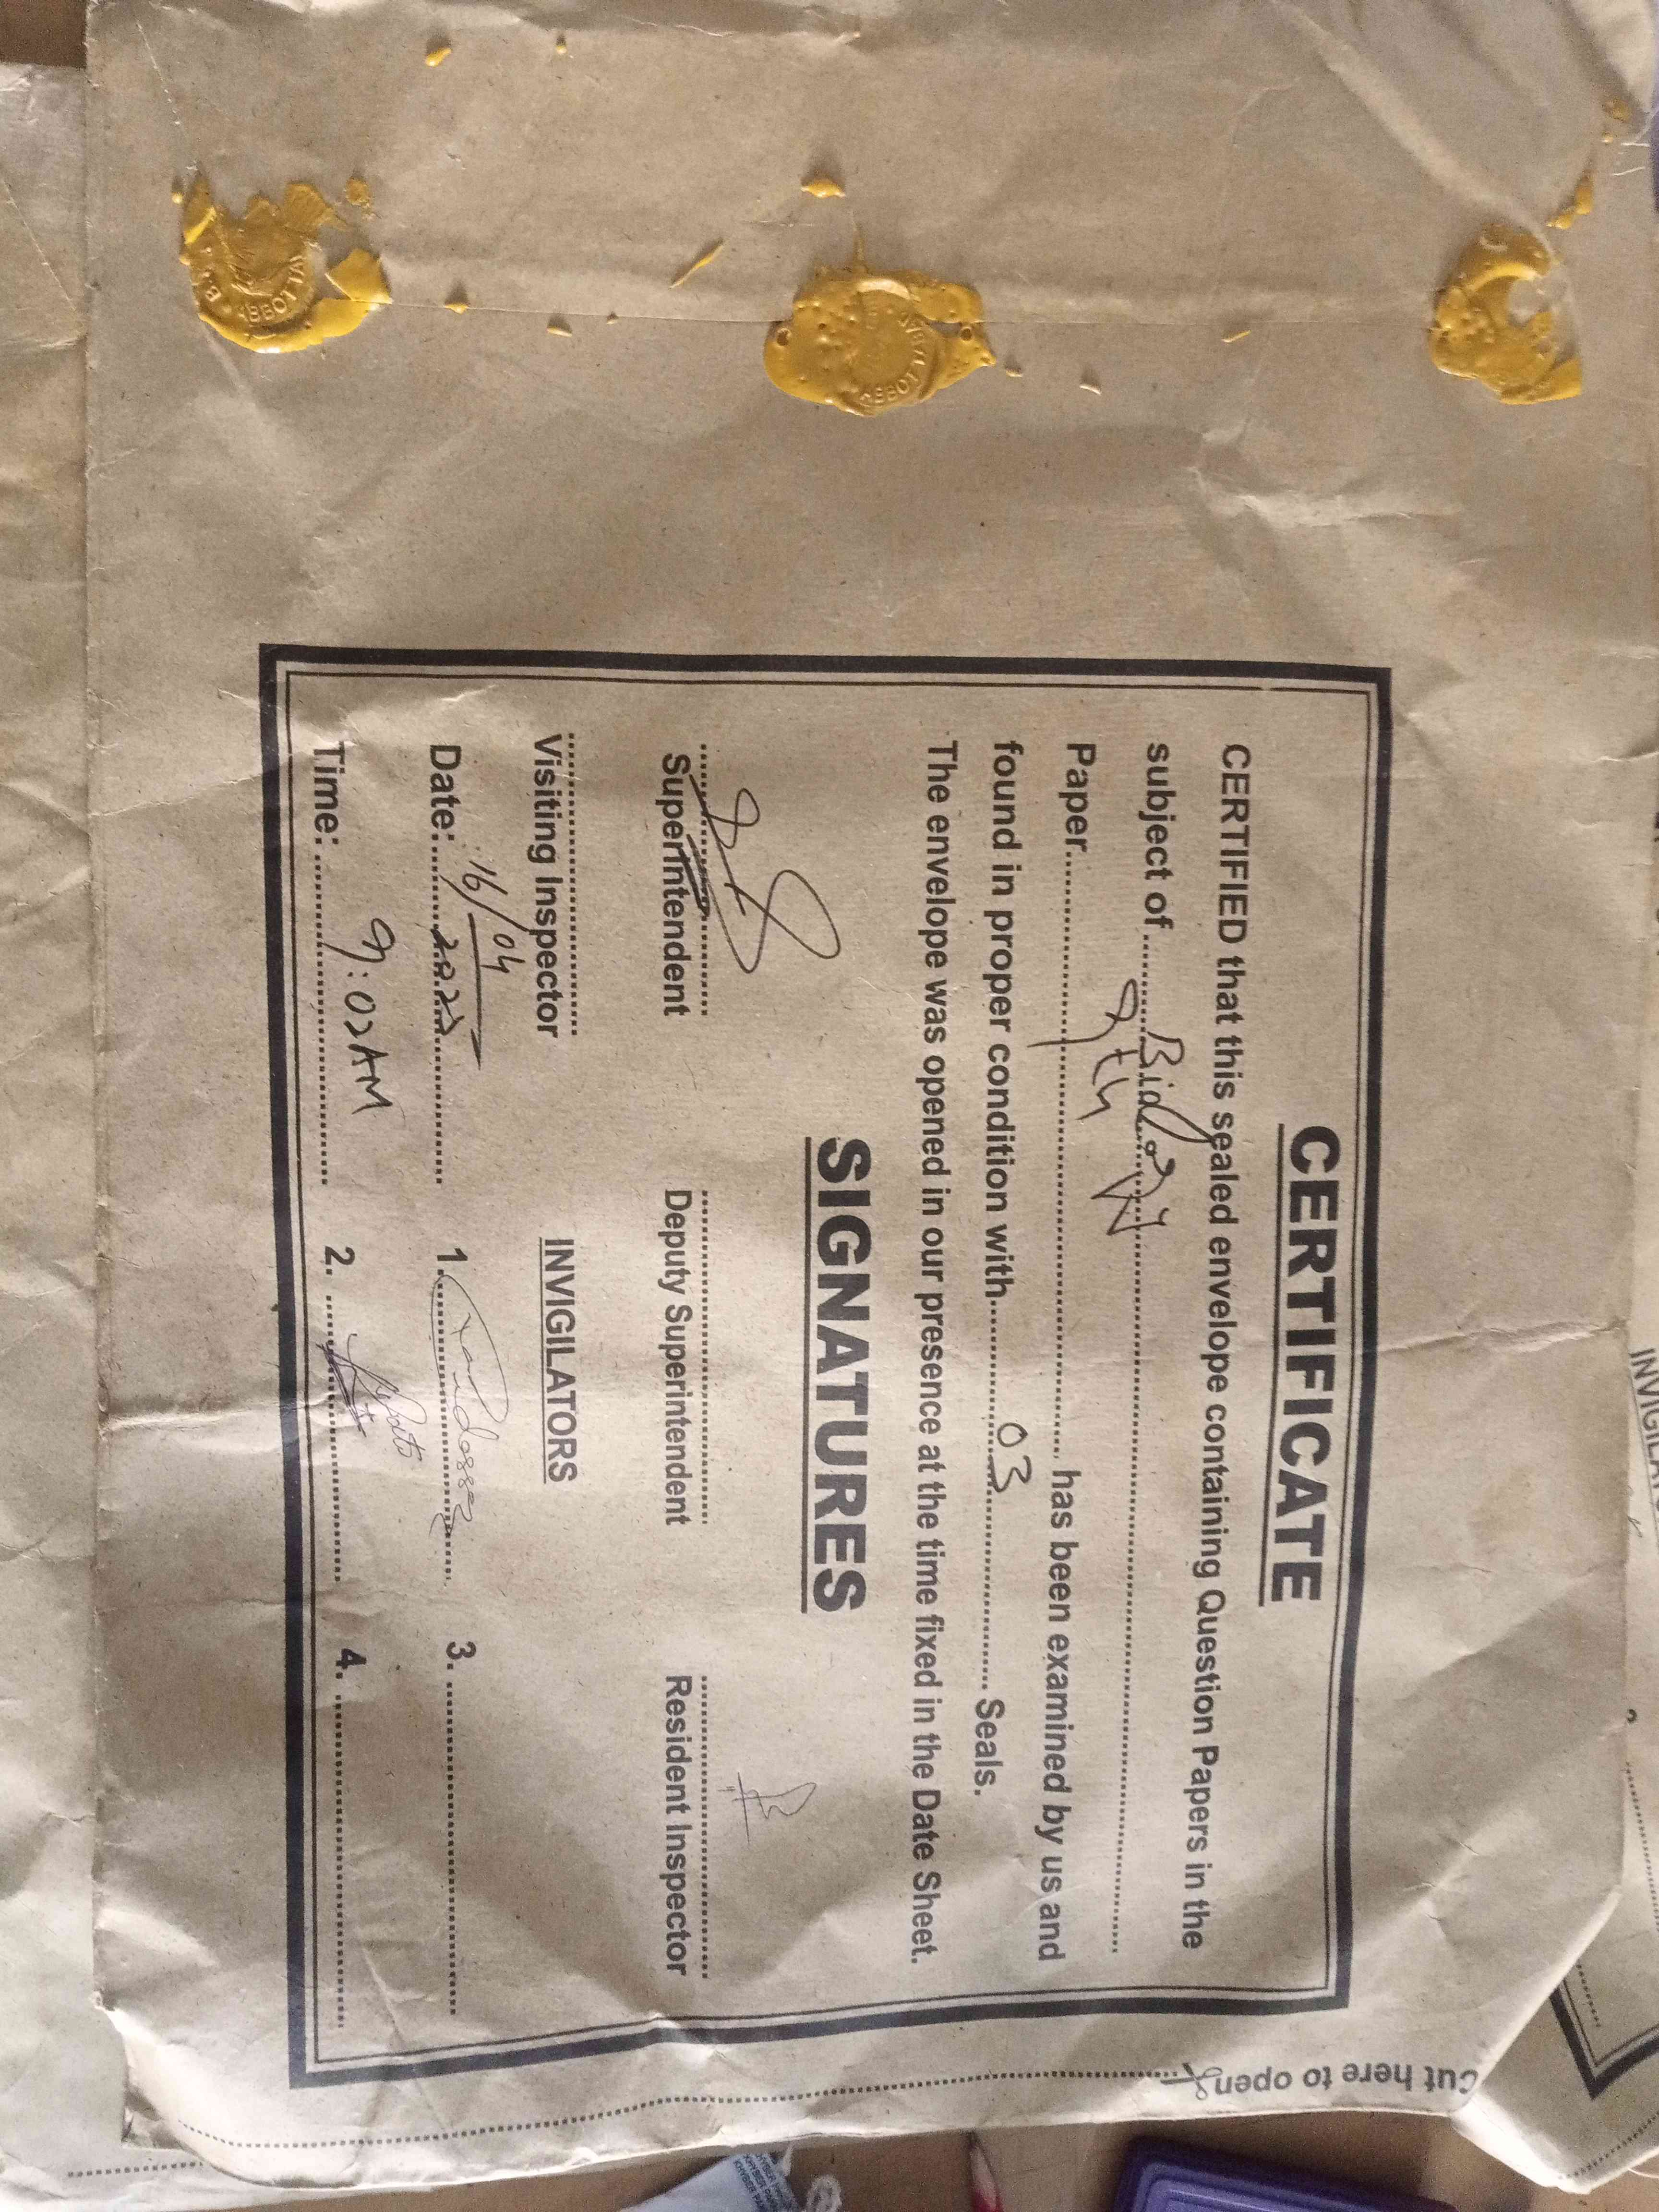 CERTIFICATE
CERTIFIED that this sealed envelope containing Question Papers in the
subject of.....Biology.....
Paper.....9th..... has been examined by us and
found in proper condition with.....03..... Seals.
The envelope was opened in our presence at the time fixed in the Date Sheet.
SIGNATURES
Superintendent Deputy Superintendent Resident Inspector
Visiting Inspector INVIGILATORS
Date:.....16/04 1. 3.
Time:.....9:02AM 2. 4.
Cut here to open
INVIGILA
KHYBER